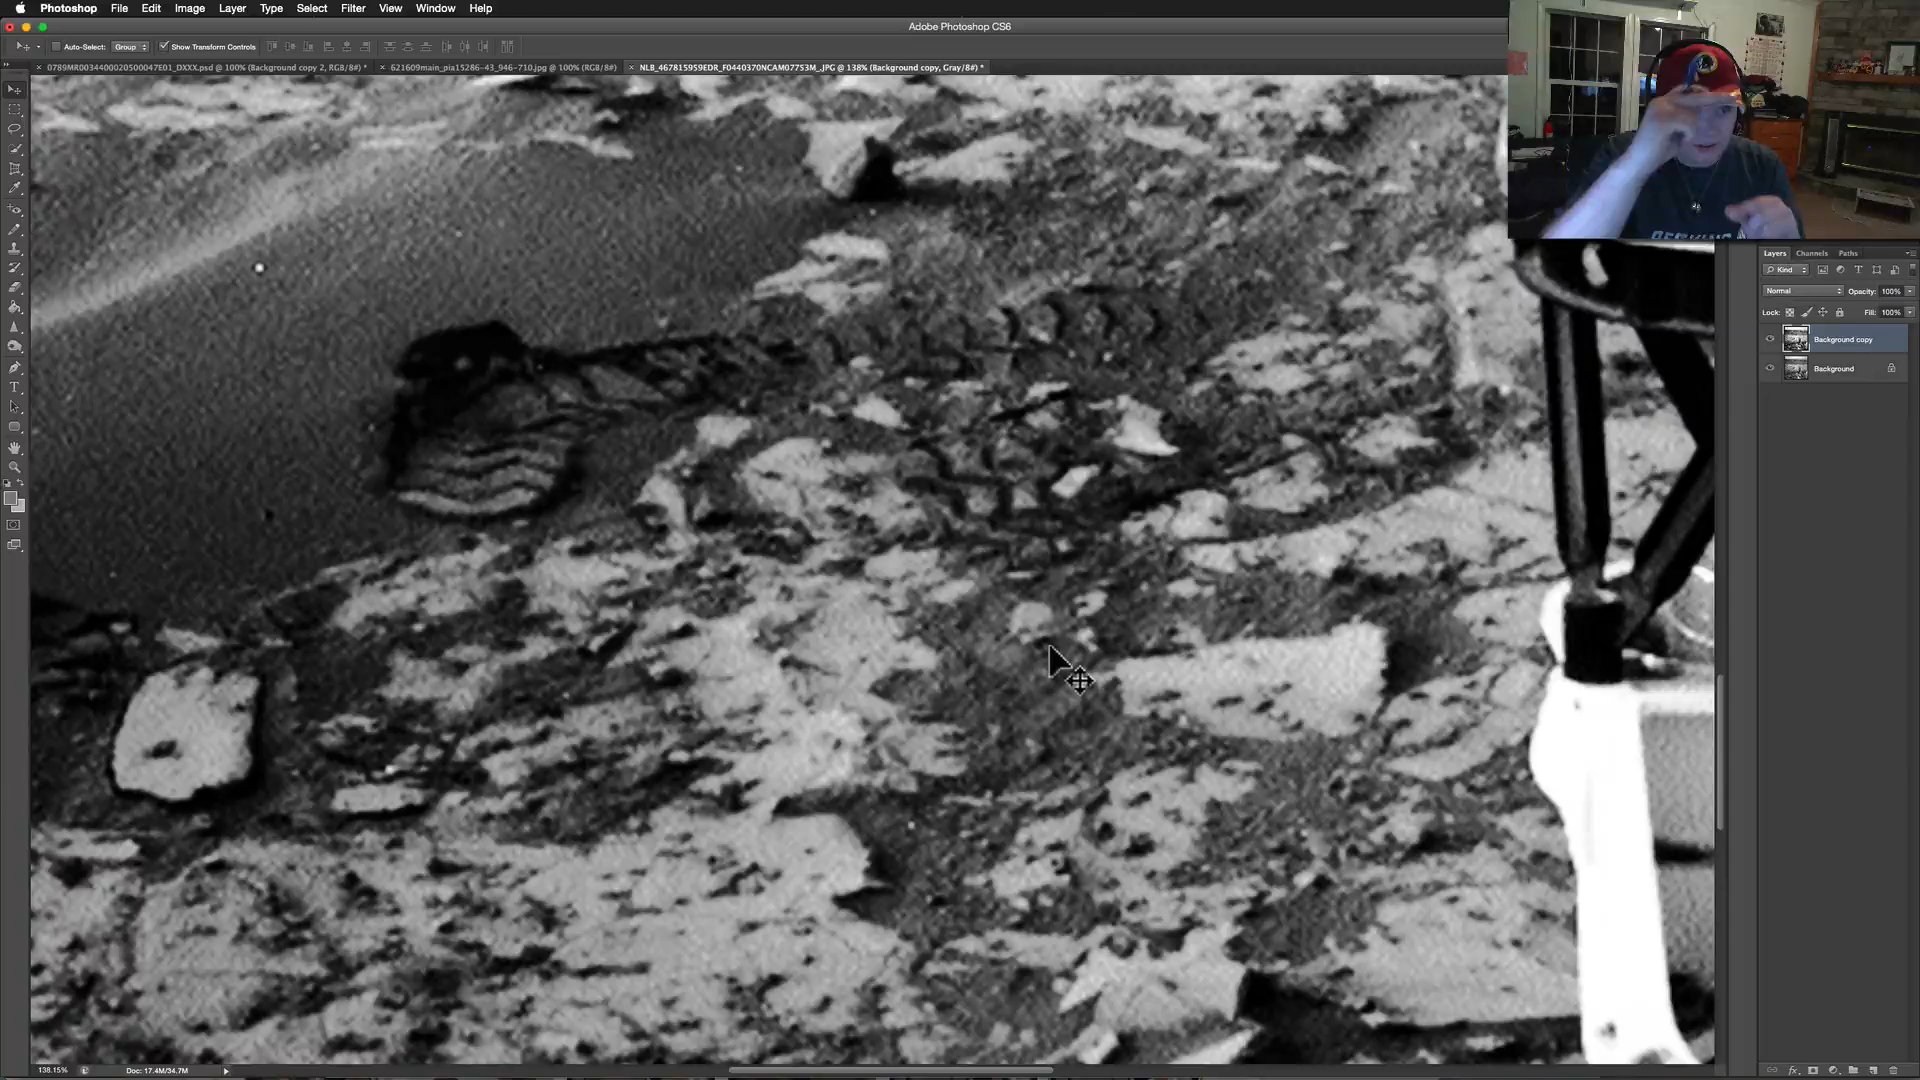 Photoshop File Edit Image Layer Type Select Filter View Window Help
Adobe Photoshop CS6
Auto-Select: Group Show Transform Controls
0789MR0034400020500047E01_DXXX.psd @ 100% (Background copy 2, RGB/8#) *
621609main_pia15286-43_946-710.jpg @ 100% (RGB/8#)
NLB_467815959EDR_F0440370NCAM07753M_.JPG @ 138% (Background copy, Gray/8#) *
Layers Channels Paths
Kind
Normal Opacity: 100%
Lock: Fill: 100%
Background copy
Background
138.15% Doc: 17.4M/34.7M